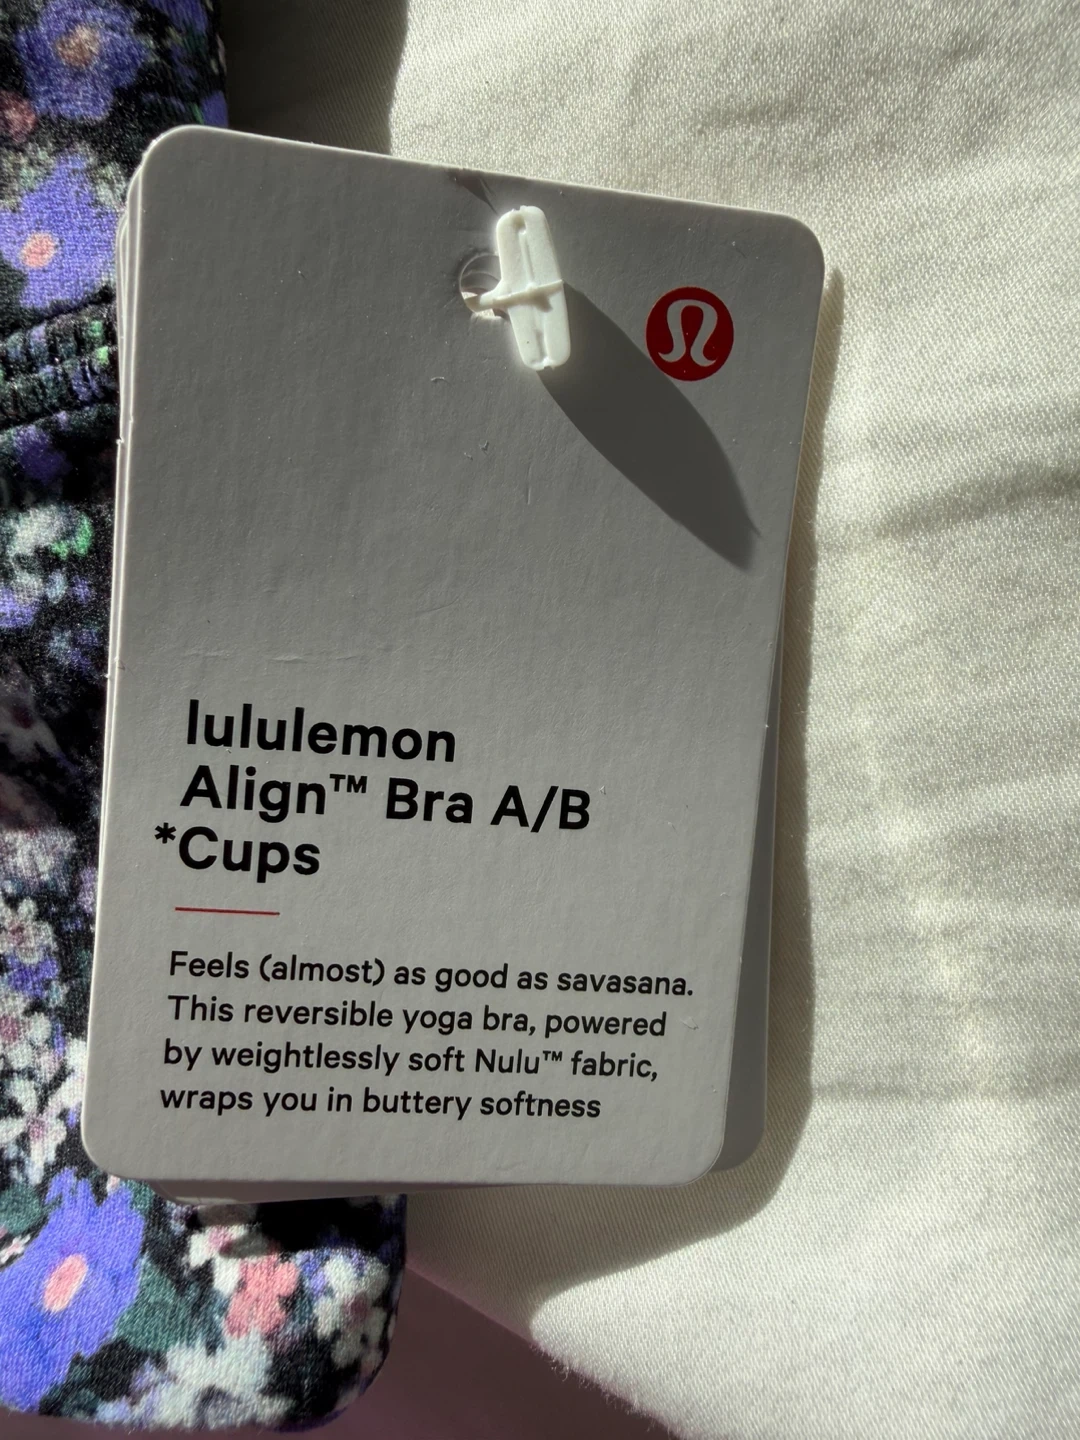 lululemon
Align™ Bra A/B
*Cups
Feels (almost) as good as savasana.
This reversible yoga bra, powered
by weightlessly soft Nulu™ fabric,
wraps you in buttery softness